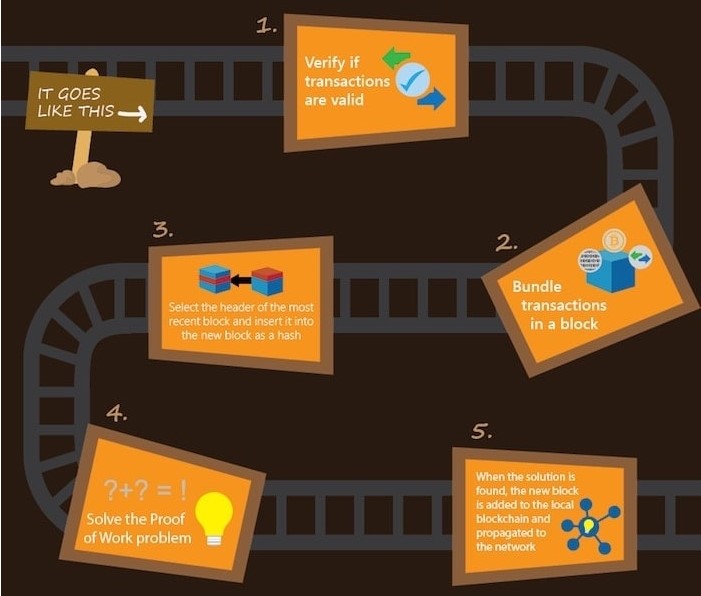 IT GOES
LIKE THIS
1.
Verify if
transactions
are valid
2.
Bundle
transactions
in a block
3.
Select the header of the most
recent block and insert it into
the new block as a hash
4.
?+? = !
Solve the Proof
of Work problem
5.
When the solution is
found, the new block
is added to the local
blockchain and
propagated to
the network